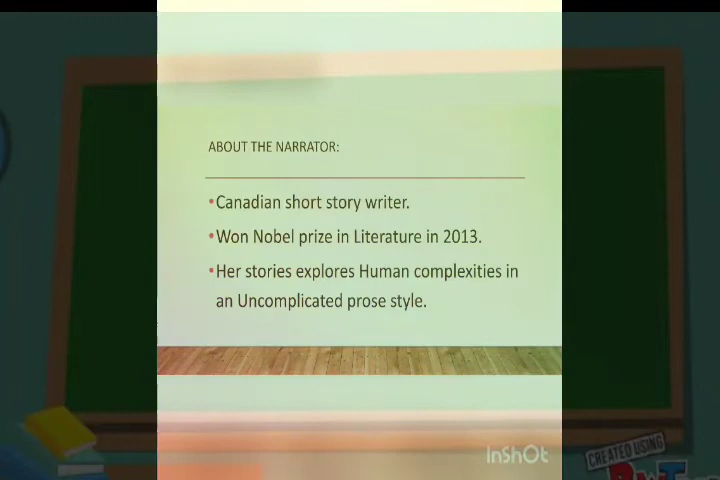 ABOUT THE NARRATOR:
•Canadian short story writer.
•Won Nobel prize in Literature in 2013.
•Her stories explores Human complexities in
an Uncomplicated prose style.
InShOt
CREATED USING